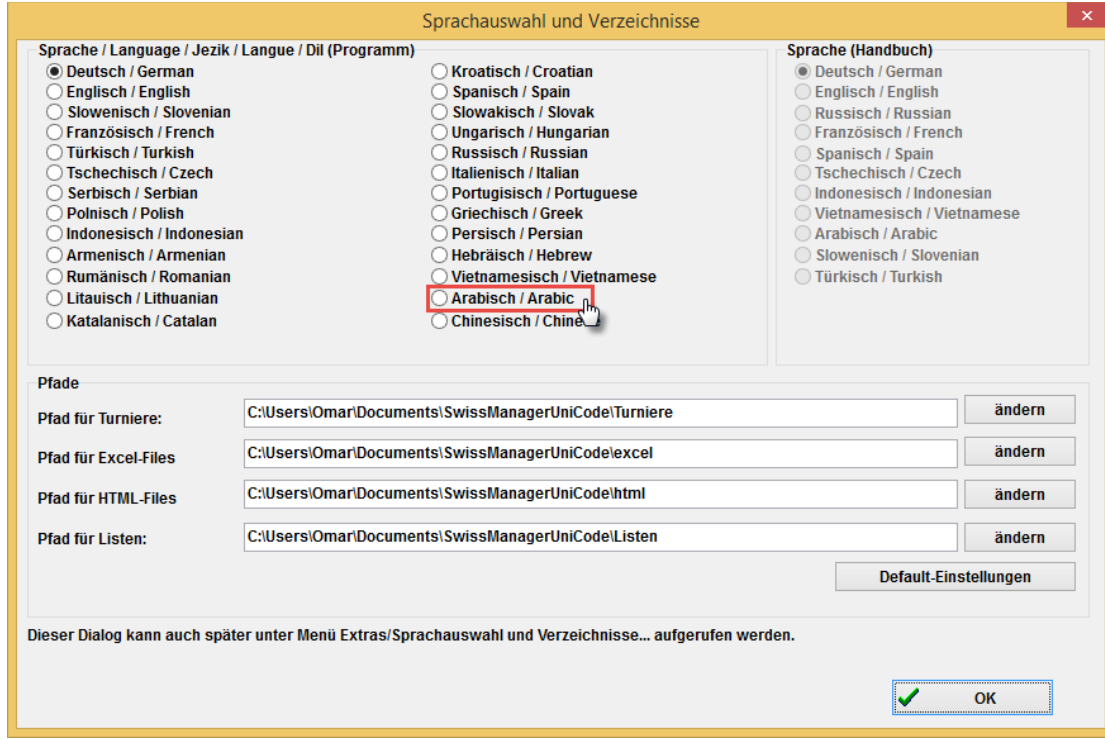 Sprachauswahl und Verzeichnisse
Sprache / Language / Jezik / Langue / Dil (Programm)
Deutsch / German
Englisch / English
Slowenisch / Slovenian
Französisch / French
Türkisch / Turkish
Tschechisch / Czech
Serbisch / Serbian
Polnisch / Polish
Indonesisch / Indonesian
Armenisch / Armenian
Rumänisch / Romanian
Litauisch / Lithuanian
Katalanisch / Catalan
Kroatisch / Croatian
Spanisch / Spain
Slowakisch / Slovak
Ungarisch / Hungarian
Russisch / Russian
Italienisch / Italian
Portugisisch / Portuguese
Griechisch / Greek
Persisch / Persian
Hebräisch / Hebrew
Vietnamesisch / Vietnamese
Arabisch / Arabic
Chinesisch / Chinese
Sprache (Handbuch)
Deutsch / German
Englisch / English
Russisch / Russian
Französisch / French
Spanisch / Spain
Tschechisch / Czech
Indonesisch / Indonesian
Vietnamesisch / Vietnamese
Arabisch / Arabic
Slowenisch / Slovenian
Türkisch / Turkish
Pfade
Pfad für Turniere: C:\Users\Omar\Documents\SwissManagerUniCode\Turniere ändern
Pfad für Excel-Files C:\Users\Omar\Documents\SwissManagerUniCode\excel ändern
Pfad für HTML-Files C:\Users\Omar\Documents\SwissManagerUniCode\html ändern
Pfad für Listen: C:\Users\Omar\Documents\SwissManagerUniCode\Listen ändern
Default-Einstellungen
Dieser Dialog kann auch später unter Menü Extras/Sprachauswahl und Verzeichnisse... aufgerufen werden.
OK